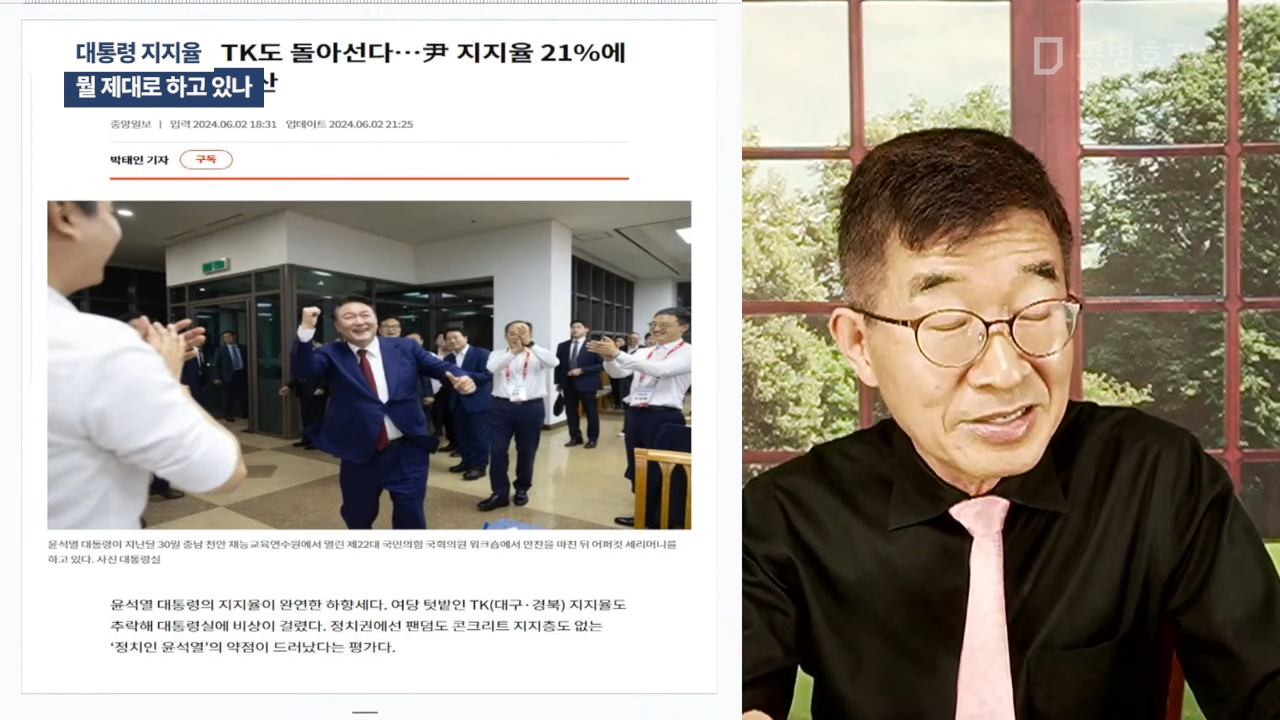 대통령 지지율
뭘 제대로 하고 있나
TK도 돌아선다…尹 지지율 21%에
산
중앙일보 | 입력 2024.06.02 18:31 업데이트 2024.06.02 21:25
박태인 기자 구독
윤석열 대통령이 지난달 30일 충남 천안 재능교육연수원에서 열린 제22대 국민의힘 국회의원 워크숍에서 만찬을 마친 뒤 어퍼컷 세리머니를
하고 있다. 사진 대통령실
윤석열 대통령의 지지율이 완연한 하향세다. 여당 텃밭인 TK(대구·경북) 지지율도
추락해 대통령실에 비상이 걸렸다. 정치권에선 팬덤도 콘크리트 지지층도 없는
‘정치인 윤석열’의 약점이 드러났다는 평가다.
공병호TV